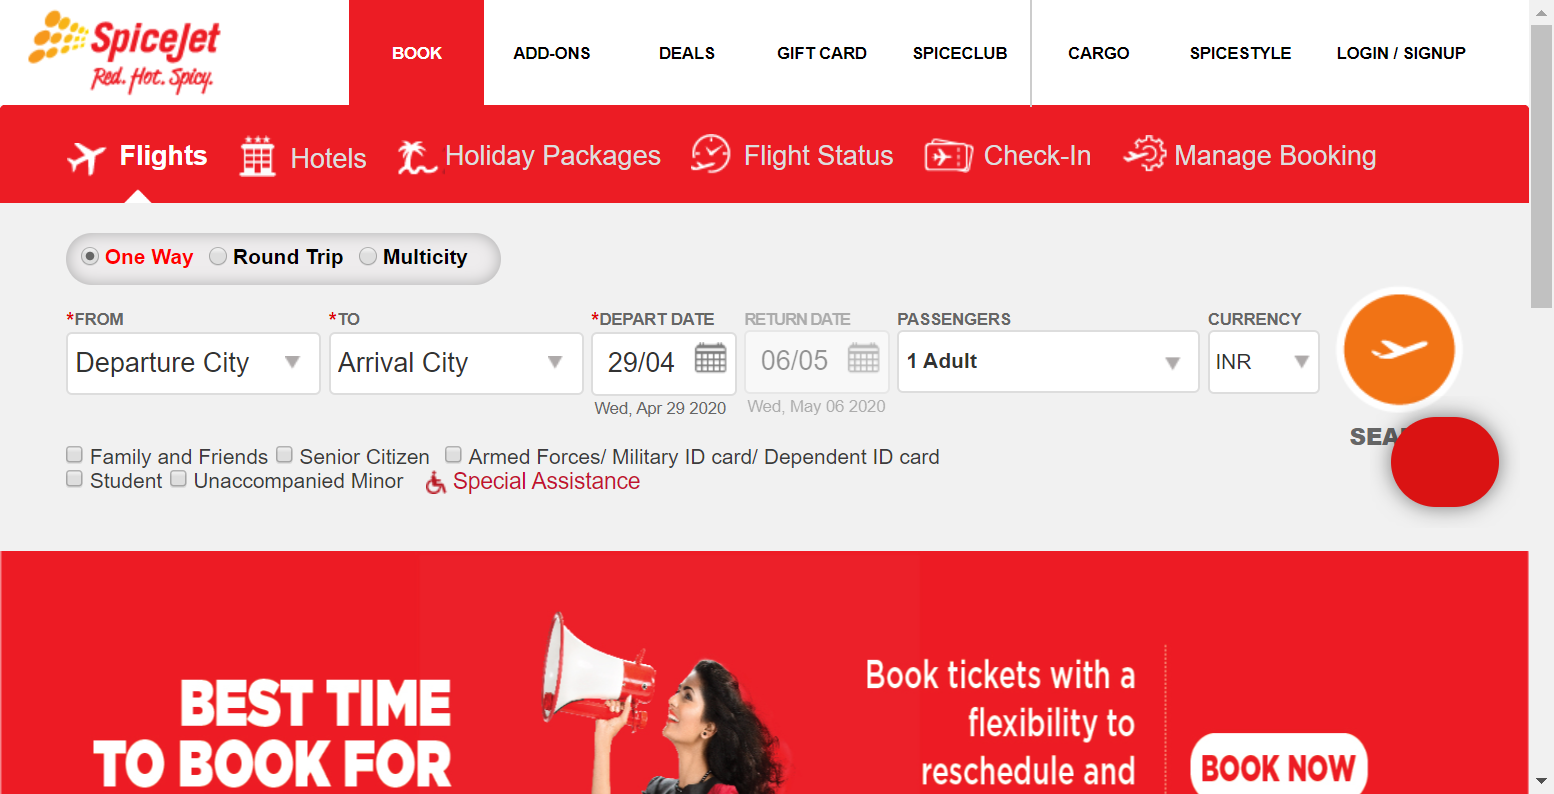 SpiceJet
Red. Hot. Spicy.
BOOK
ADD-ONS
DEALS
GIFT CARD
SPICECLUB
CARGO
SPICESTYLE
LOGIN / SIGNUP
Flights
Hotels
Holiday Packages
Flight Status
Check-In
Manage Booking
One Way
Round Trip
Multicity
*FROM
*TO
*DEPART DATE
RETURN DATE
PASSENGERS
CURRENCY
Departure City
Arrival City
29/04
06/05
1 Adult
INR
Wed, Apr 29 2020
Wed, May 06 2020
Family and Friends
Senior Citizen
Armed Forces/ Military ID card/ Dependent ID card
Student
Unaccompanied Minor
Special Assistance
BEST TIME
TO BOOK FOR
Book tickets with a
flexibility to
reschedule and
BOOK NOW